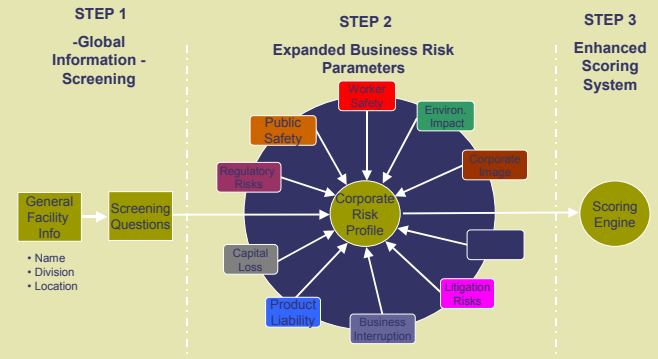 STEP 1
-Global
Information -
Screening
STEP 2
Expanded Business Risk
Parameters
STEP 3
Enhanced
Scoring
System
Worker
Safety
Environ.
Impact
Public
Safety
Corporate
Image
Regulatory
Risks
General
Facility
Info
Screening
Questions
Corporate
Risk
Profile
Scoring
Engine
• Name
• Division
• Location
Capital
Loss
Litigation
Risks
Product
Liability
Business
Interruption